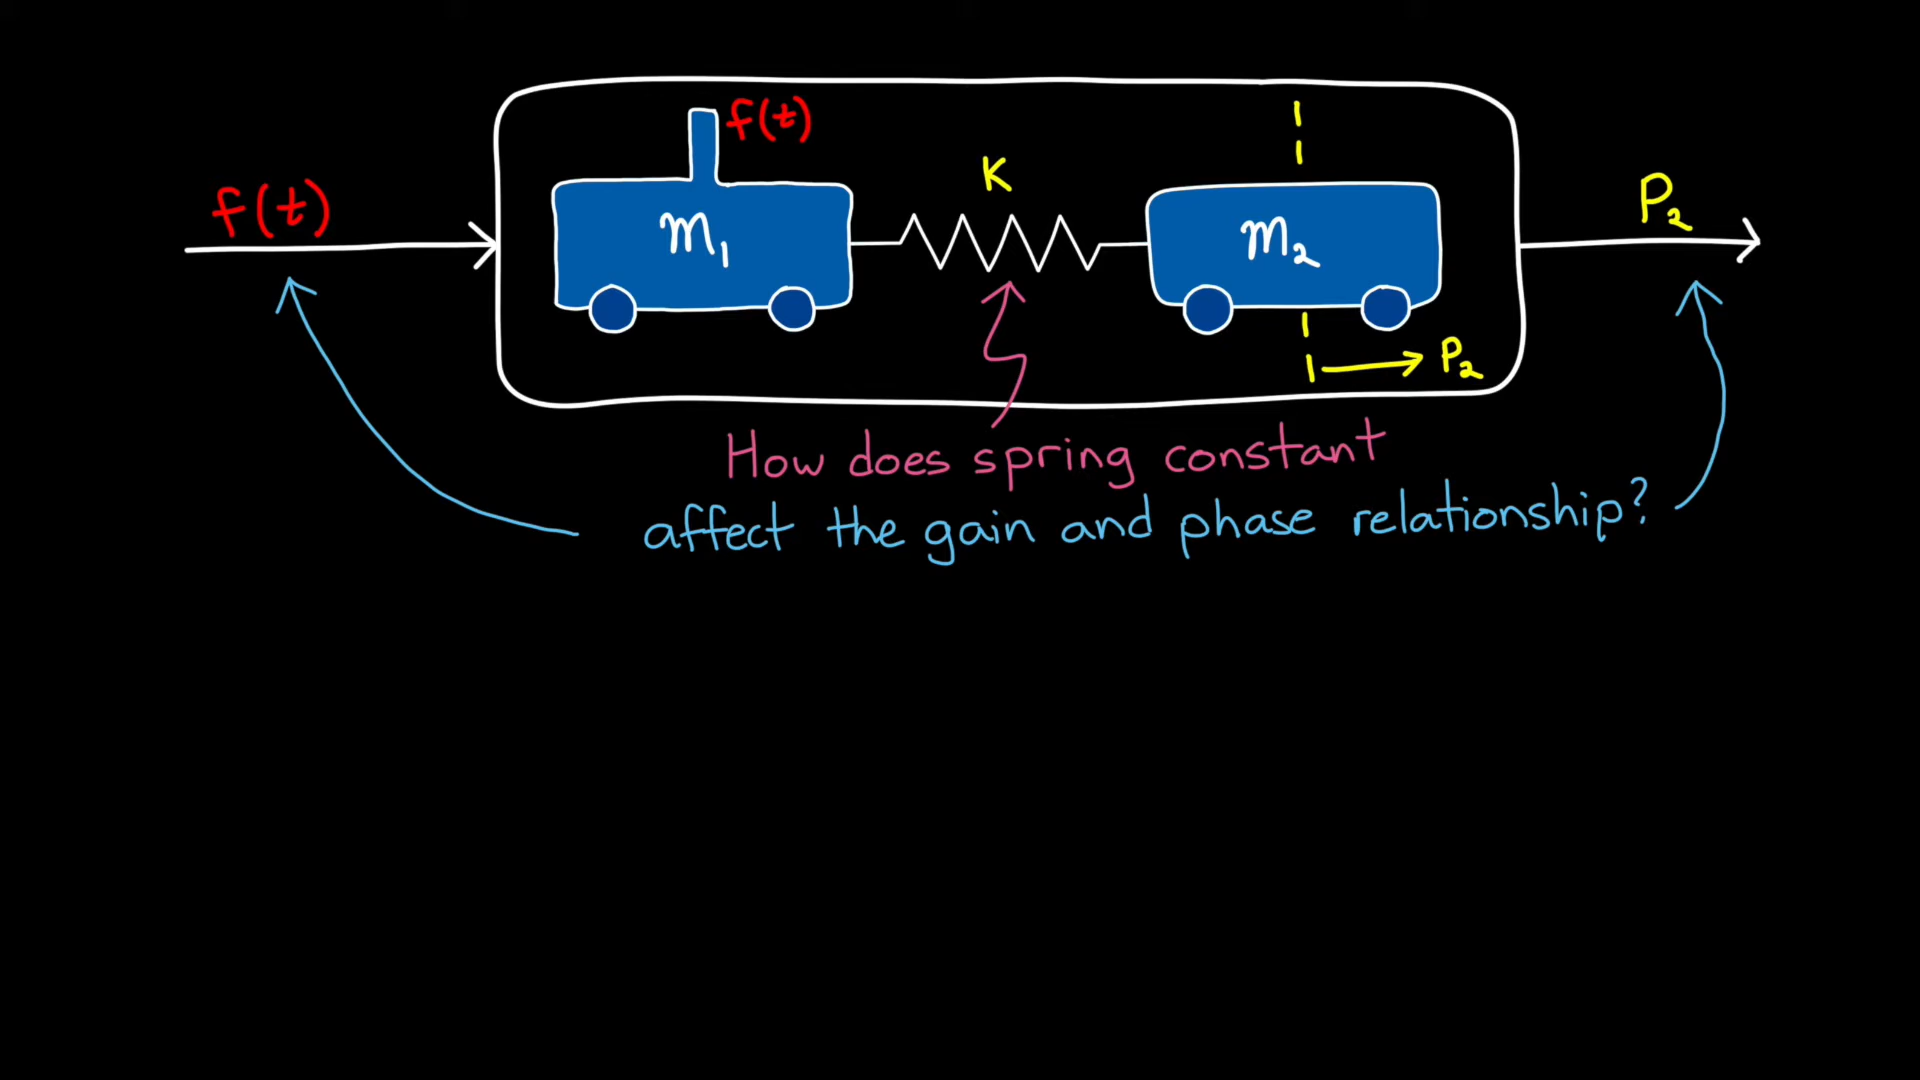 f(t)
f(t)
m₁
K
m₂
P₂
P₂
How does spring constant
affect the gain and phase relationship?